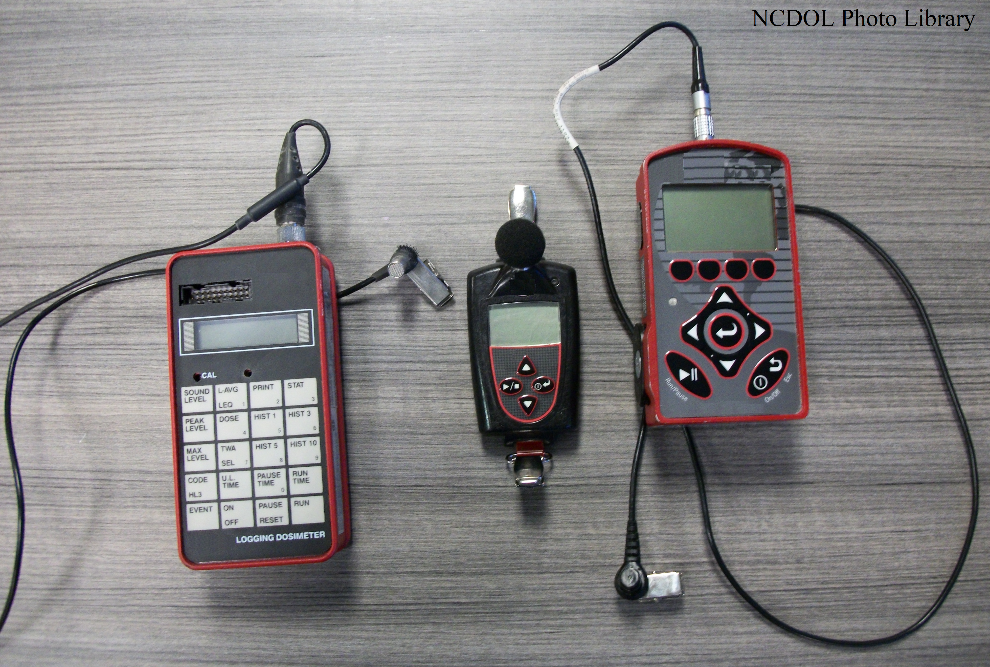 NCDOL Photo Library
CAL
SOUND LEVEL
L-AVG LEQ 1
PRINT 2
STAT 3
PEAK LEVEL
DOSE 4
HIST 1 5
HIST 3 6
MAX LEVEL
TWA SEL 7
HIST 5 8
HIST 10 9
CODE HL3
U.L. TIME
PAUSE TIME 0
RUN TIME
EVENT
ON OFF
PAUSE RESET
RUN
LOGGING DOSIMETER
Run/Pause
On/Off
Esc